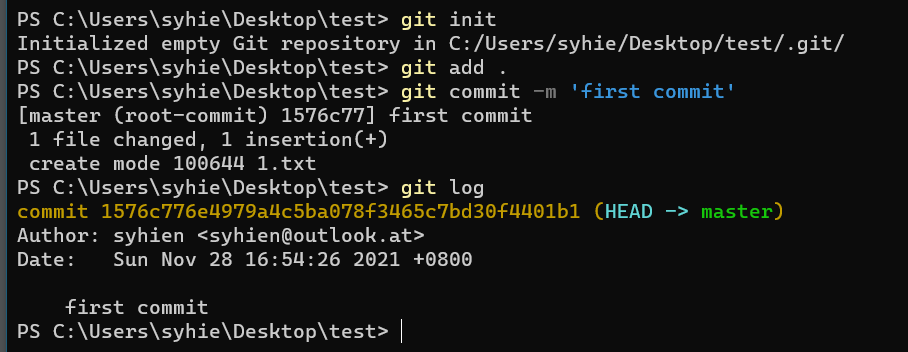 PS C:\Users\syhie\Desktop\test> git init
Initialized empty Git repository in C:/Users/syhie/Desktop/test/.git/
PS C:\Users\syhie\Desktop\test> git add .
PS C:\Users\syhie\Desktop\test> git commit -m 'first commit'
[master (root-commit) 1576c77] first commit
 1 file changed, 1 insertion(+)
 create mode 100644 1.txt
PS C:\Users\syhie\Desktop\test> git log
commit 1576c776e4979a4c5ba078f3465c7bd30f4401b1 (HEAD -> master)
Author: syhien <syhien@outlook.at>
Date:   Sun Nov 28 16:54:26 2021 +0800
    first commit
PS C:\Users\syhie\Desktop\test>